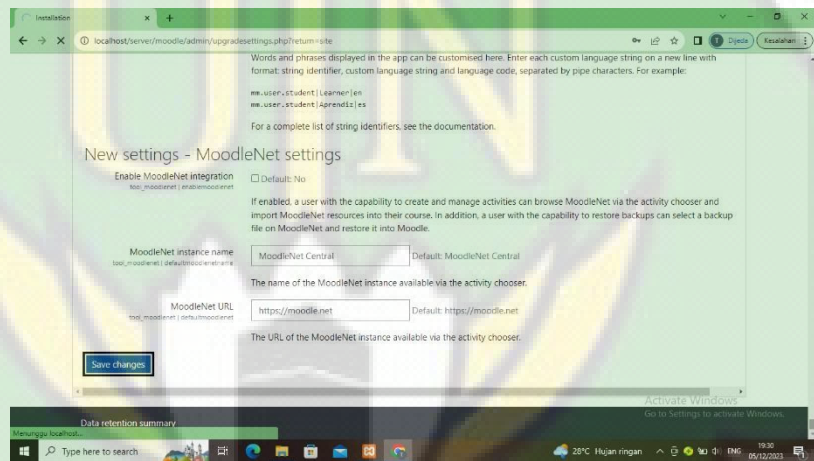 Installation
localhost/server/moodle/admin/upgradesettings.php?return=site
Dijeda
Kesalahan
Words and phrases displayed in the app can be customised here. Enter each custom language string on a new line with
format: string identifier, custom language string and language code, separated by pipe characters. For example:
mm.user.student|Learner|en
mm.user.student|Aprendiz|es
For a complete list of string identifiers, see the documentation.
New settings - MoodleNet settings
Enable MoodleNet integration
tool_moodlenet | enablemoodlenet
Default: No
If enabled, a user with the capability to create and manage activities can browse MoodleNet via the activity chooser and
import MoodleNet resources into their course. In addition, a user with the capability to restore backups can select a backup
file on MoodleNet and restore it into Moodle.
MoodleNet instance name
tool_moodlenet | defaultmoodlenetname
MoodleNet Central
Default: MoodleNet Central
The name of the MoodleNet instance available via the activity chooser.
MoodleNet URL
tool_moodlenet | defaultmoodlenet
https://moodle.net
Default: https://moodle.net
The URL of the MoodleNet instance available via the activity chooser.
Save changes
Activate Windows
Go to Settings to activate Windows.
Data retention summary
Menunggu localhost...
Type here to search
28°C Hujan ringan
ENG
19:30
05/12/2023